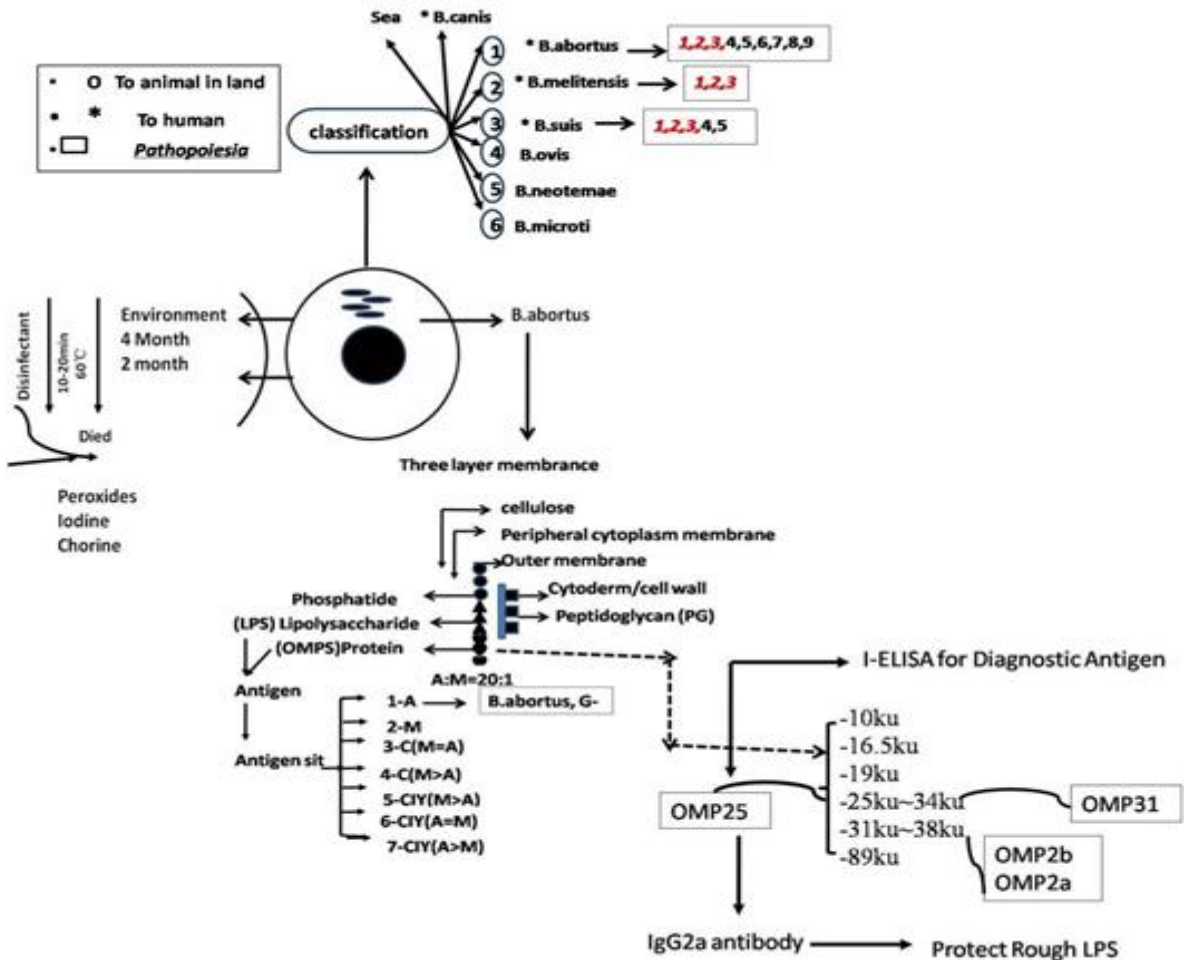 Sea
* B.canis
1 * B.abortus
1,2,3,4,5,6,7,8,9
2 * B.melitensis
1,2,3
3 * B.suis
1,2,3,4,5
4 B.ovis
5 B.neotemae
6 B.microti
classification
O To animal in land
* To human
Pathopoiesia
Disinfectant
10-20min
60℃
Environment
4 Month
2 month
Died
Peroxides
Iodine
Chorine
B.abortus
Three layer membrance
cellulose
Peripheral cytoplasm membrane
Outer membrane
Cytoderm/cell wall
Peptidoglycan (PG)
Phosphatide
(LPS) Lipolysaccharide
(OMPS)Protein
A:M=20:1
Antigen
Antigen sit
1-A
B.abortus, G-
2-M
3-C(M=A)
4-C(M>A)
5-CIY(M>A)
6-CIY(A=M)
7-CIY(A>M)
I-ELISA for Diagnostic Antigen
-10ku
-16.5ku
-19ku
-25ku~34ku
-31ku~38ku
-89ku
OMP25
OMP31
OMP2b
OMP2a
IgG2a antibody
Protect Rough LPS